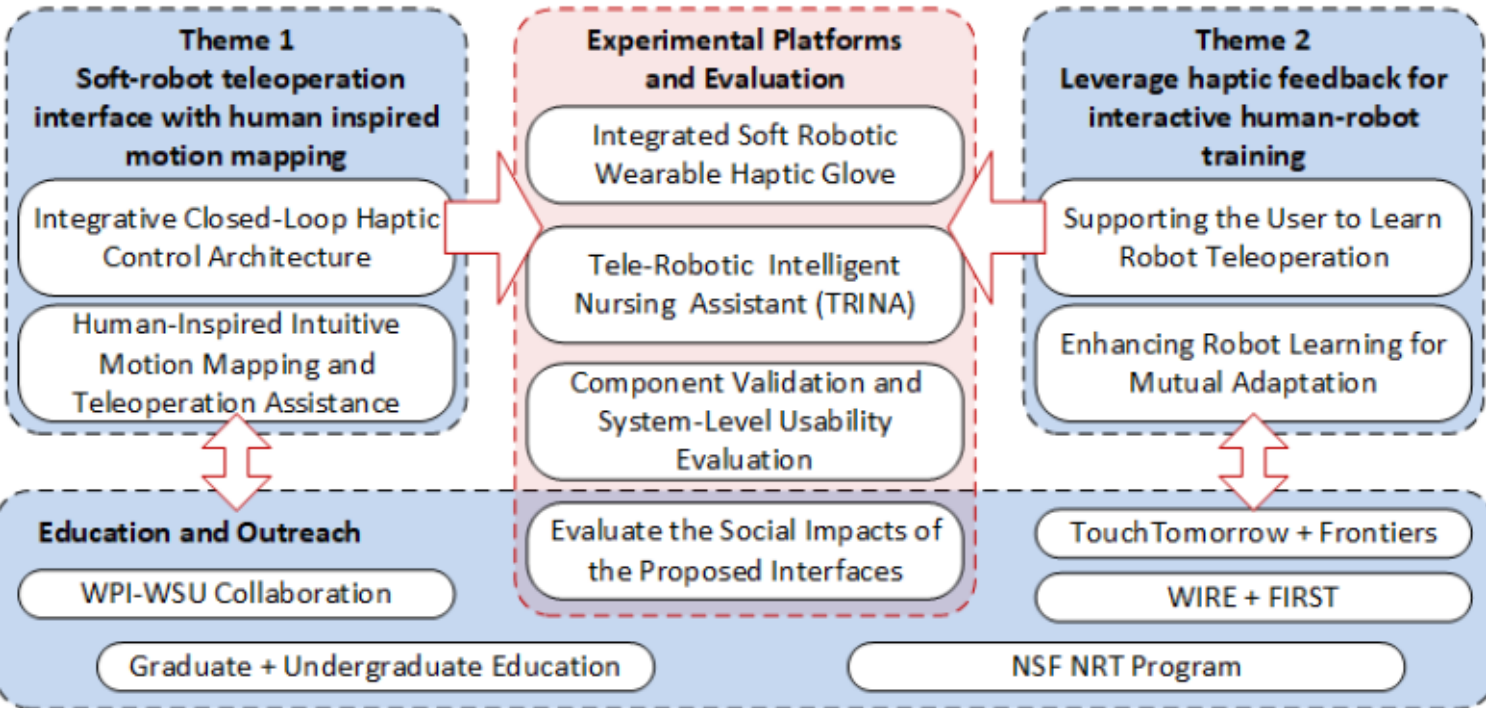 Theme 1
Soft-robot teleoperation
interface with human inspired
motion mapping
Integrative Closed-Loop Haptic
Control Architecture
Human-Inspired Intuitive
Motion Mapping and
Teleoperation Assistance
Experimental Platforms
and Evaluation
Integrated Soft Robotic
Wearable Haptic Glove
Tele-Robotic Intelligent
Nursing Assistant (TRINA)
Component Validation and
System-Level Usability
Evaluation
Evaluate the Social Impacts of
the Proposed Interfaces
Theme 2
Leverage haptic feedback for
interactive human-robot
training
Supporting the User to Learn
Robot Teleoperation
Enhancing Robot Learning for
Mutual Adaptation
Education and Outreach
WPI-WSU Collaboration
Graduate + Undergraduate Education
TouchTomorrow + Frontiers
WIRE + FIRST
NSF NRT Program